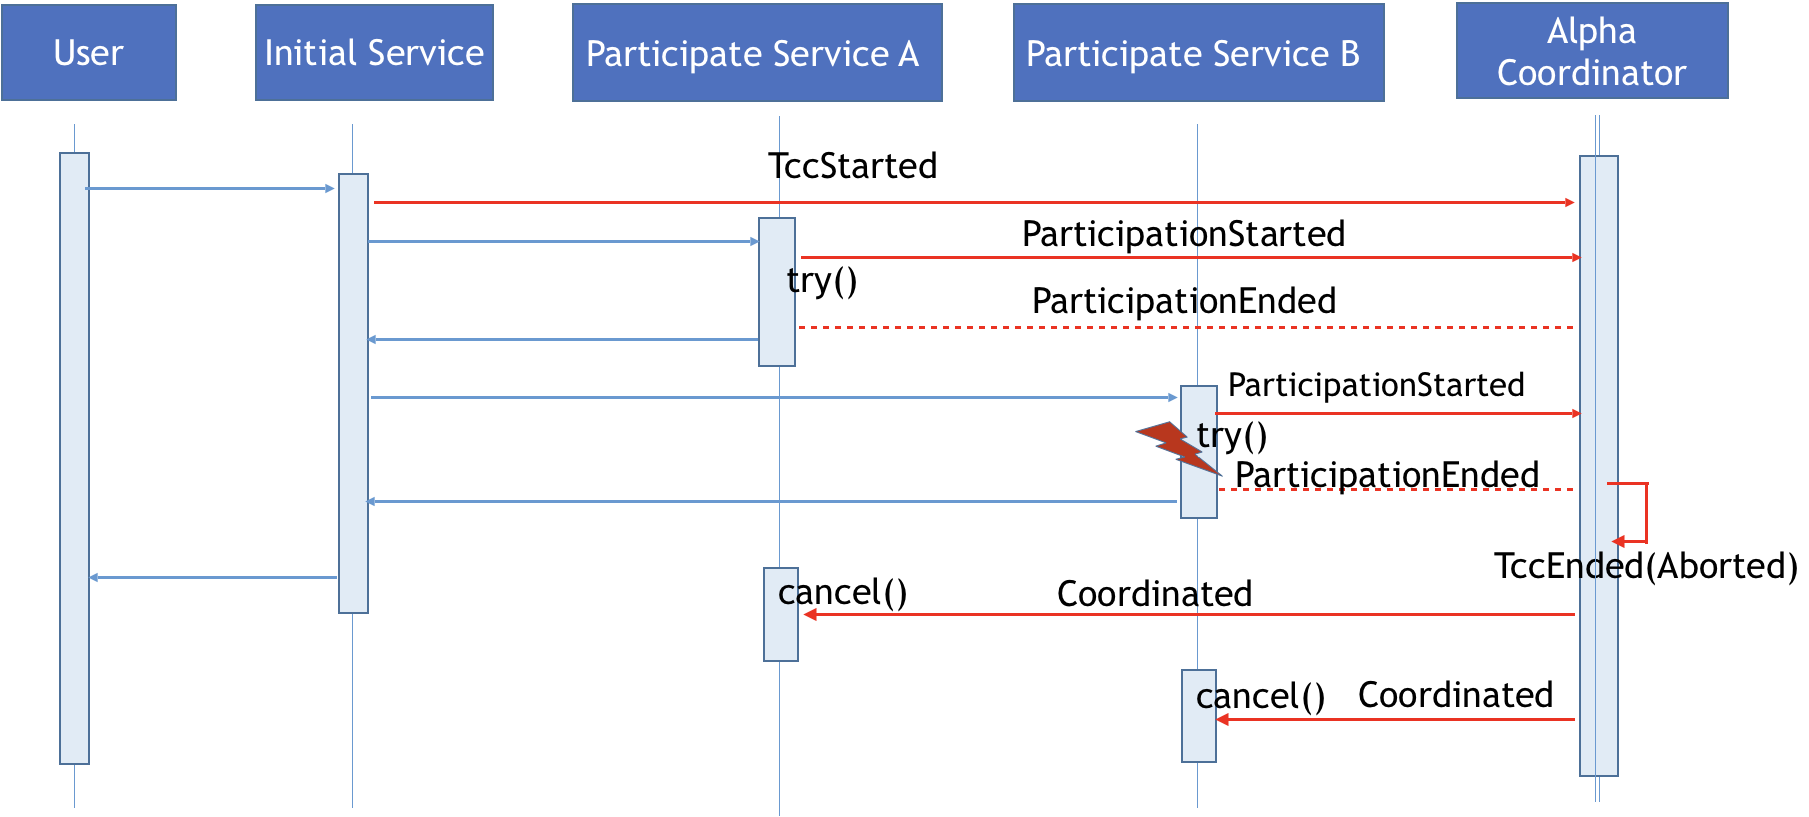 User
Initial Service
Participate Service A
Participate Service B
Alpha
Coordinator
TccStarted
ParticipationStarted
try()
ParticipationEnded
ParticipationStarted
try()
ParticipationEnded
TccEnded(Aborted)
cancel()
Coordinated
cancel()
Coordinated